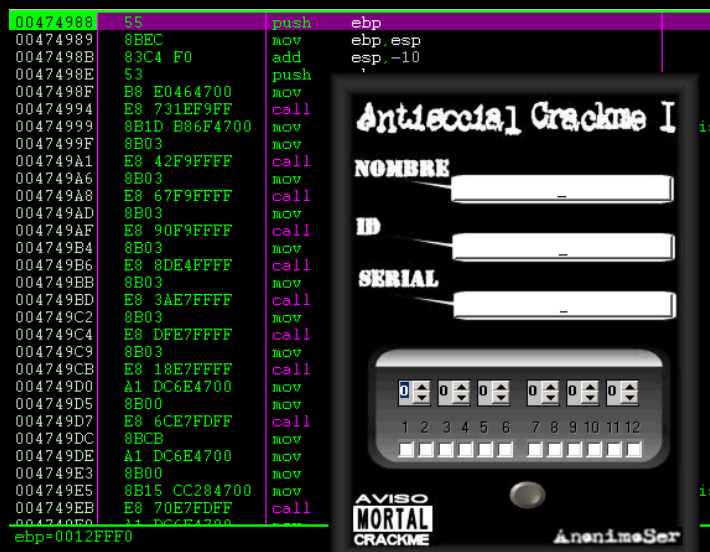 00474988 55 push ebp
00474989 8BEC mov ebp,esp
0047498B 83C4 F0 add esp,-10
0047498E 53 push
0047498F B8 E0464700 mov
00474994 E8 731EF9FF call
00474999 8B1D B86F4700 mov
0047499F 8B03 mov
004749A1 E8 42F9FFFF call
004749A6 8B03 mov
004749A8 E8 67F9FFFF call
004749AD 8B03 mov
004749AF E8 90F9FFFF call
004749B4 8B03 mov
004749B6 E8 8DE4FFFF call
004749BB 8B03 mov
004749BD E8 3AE7FFFF call
004749C2 8B03 mov
004749C4 E8 DFE7FFFF call
004749C9 8B03 mov
004749CB E8 18E7FFFF call
004749D0 A1 DC6E4700 mov
004749D5 8B00 mov
004749D7 E8 6CE7FDFF call
004749DC 8BCB mov
004749DE A1 DC6E4700 mov
004749E3 8B00 mov
004749E5 8B15 CC284700 mov
004749EB E8 70E7FDFF call
ebp=0012FFF0
Antisocial Crackme I
NOMBRE
_
ID
_
SERIAL
_
0 0 0 0 0 0
1 2 3 4 5 6 7 8 9 10 11 12
AVISO
MORTAL
CRACKME
AnonimoSer